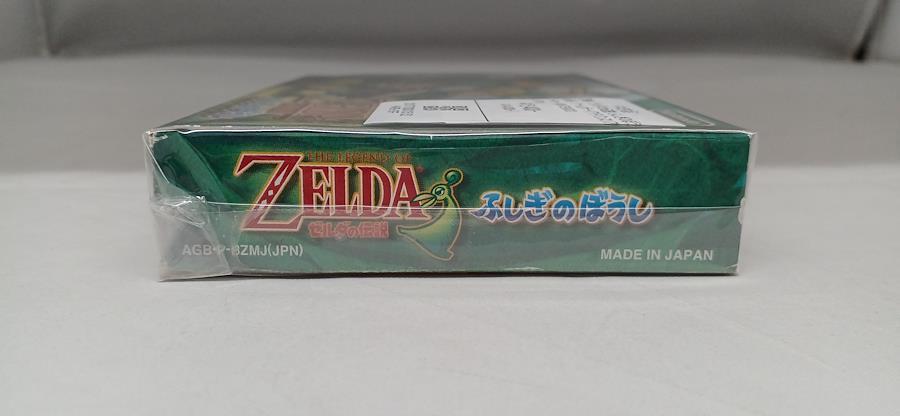 THE LEGEND OF
ZELDA
ゼルダの伝説
ふしぎのぼうし
AGB-P-BZMJ(JPN)
MADE IN JAPAN